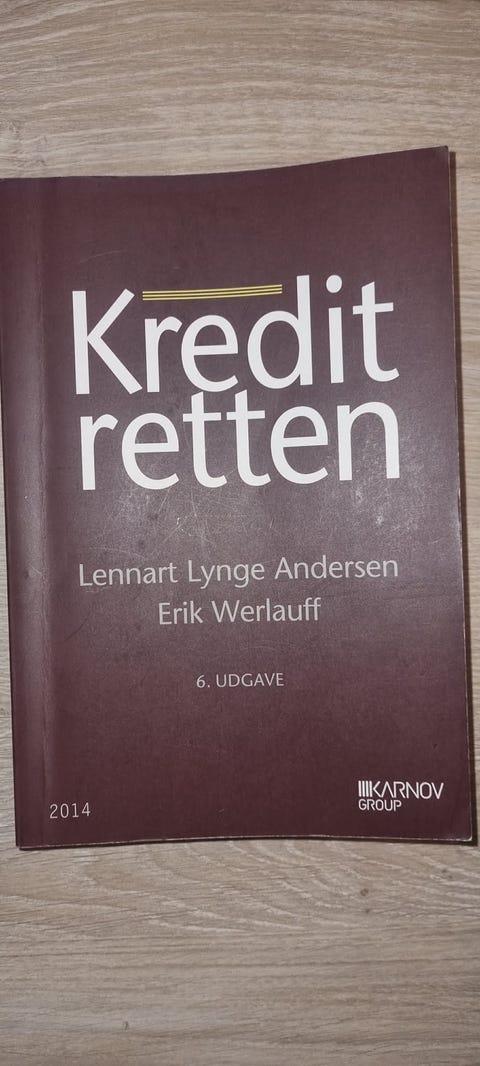 Kredit
retten
Lennart Lynge Andersen
Erik Werlauff
6. UDGAVE
2014
KARNOV
GROUP